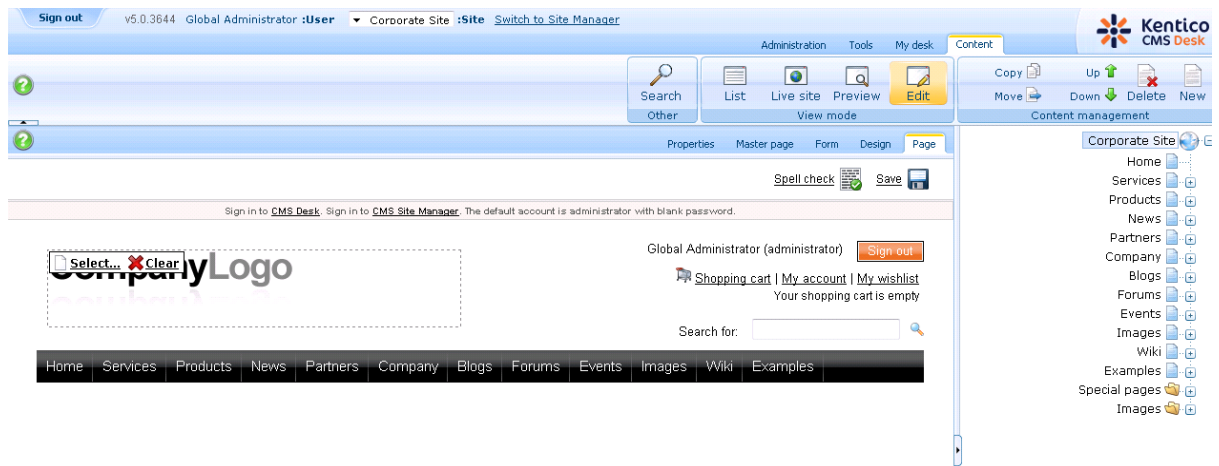 Sign out v5.0.3644 Global Administrator :User Corporate Site :Site Switch to Site Manager
Kentico
CMS Desk
Administration Tools My desk Content
Search List Live site Preview Edit Copy Up Delete New
Move Down
Other View mode Content management
Properties Master page Form Design Page
Spell check Save
Sign in to CMS Desk. Sign in to CMS Site Manager. The default account is administrator with blank password.
Select... Clear
CompanyLogo
Global Administrator (administrator) Sign out
Shopping cart | My account | My wishlist
Your shopping cart is empty
Search for:
Home Services Products News Partners Company Blogs Forums Events Images Wiki Examples
Corporate Site
Home
Services
Products
News
Partners
Company
Blogs
Forums
Events
Images
Wiki
Examples
Special pages
Images